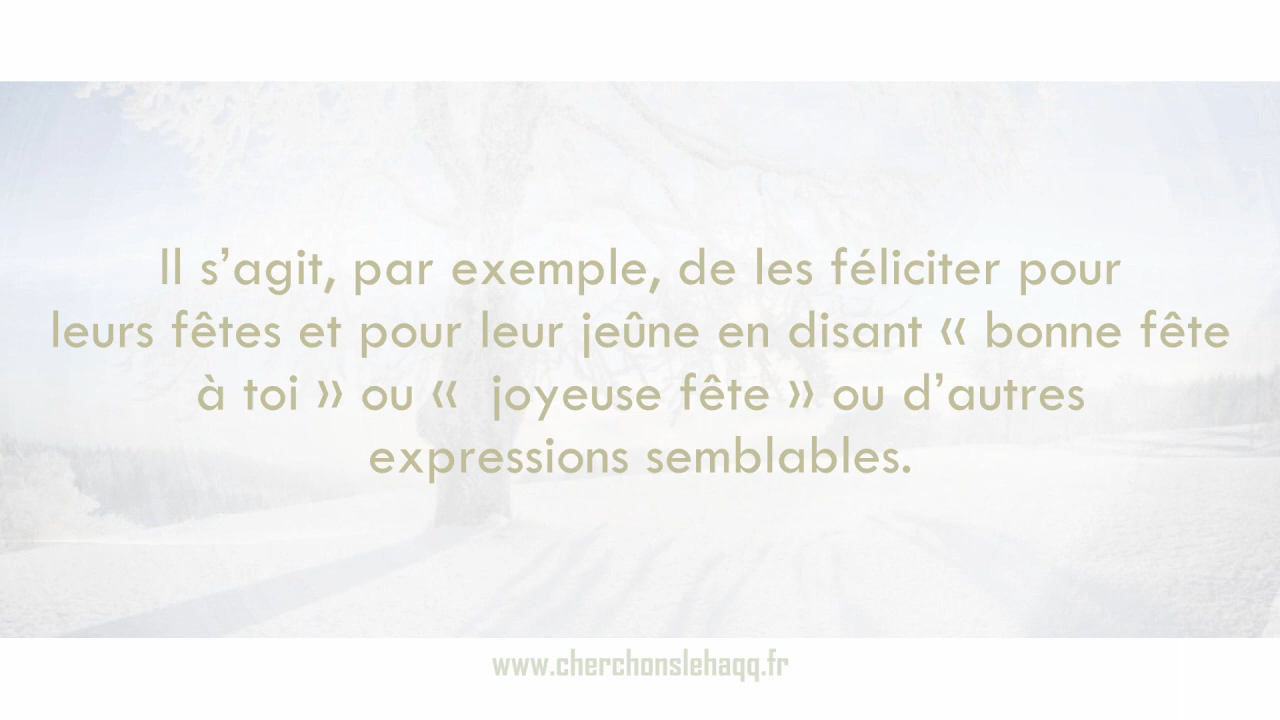 Il s’agit, par exemple, de les féliciter pour
leurs fêtes et pour leur jeûne en disant « bonne fête
à toi » ou «  joyeuse fête » ou d’autres
expressions semblables.
www.cherchonslehaqq.fr